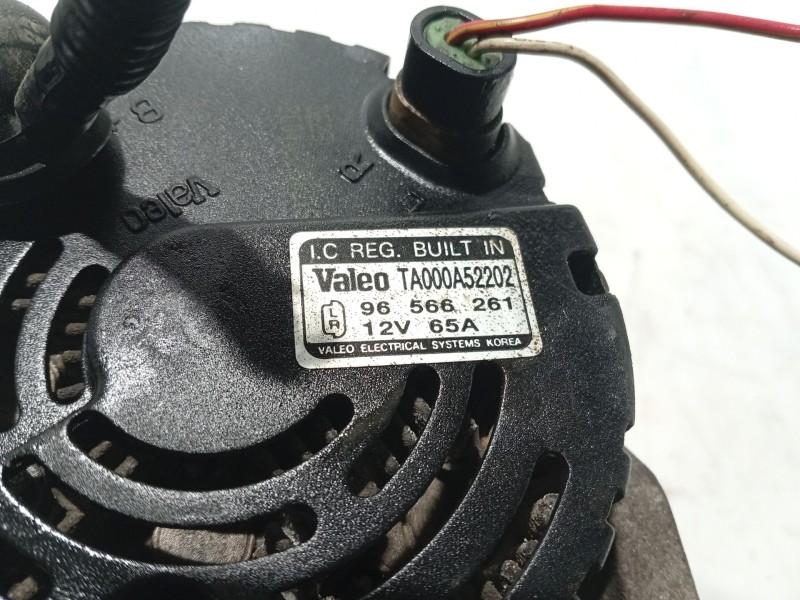 B+
Valeo
R
L
I.C REG. BUILT IN
Valeo TA000A52202
L R 96 566 261
12V 65A
VALEO ELECTRICAL SYSTEMS KOREA